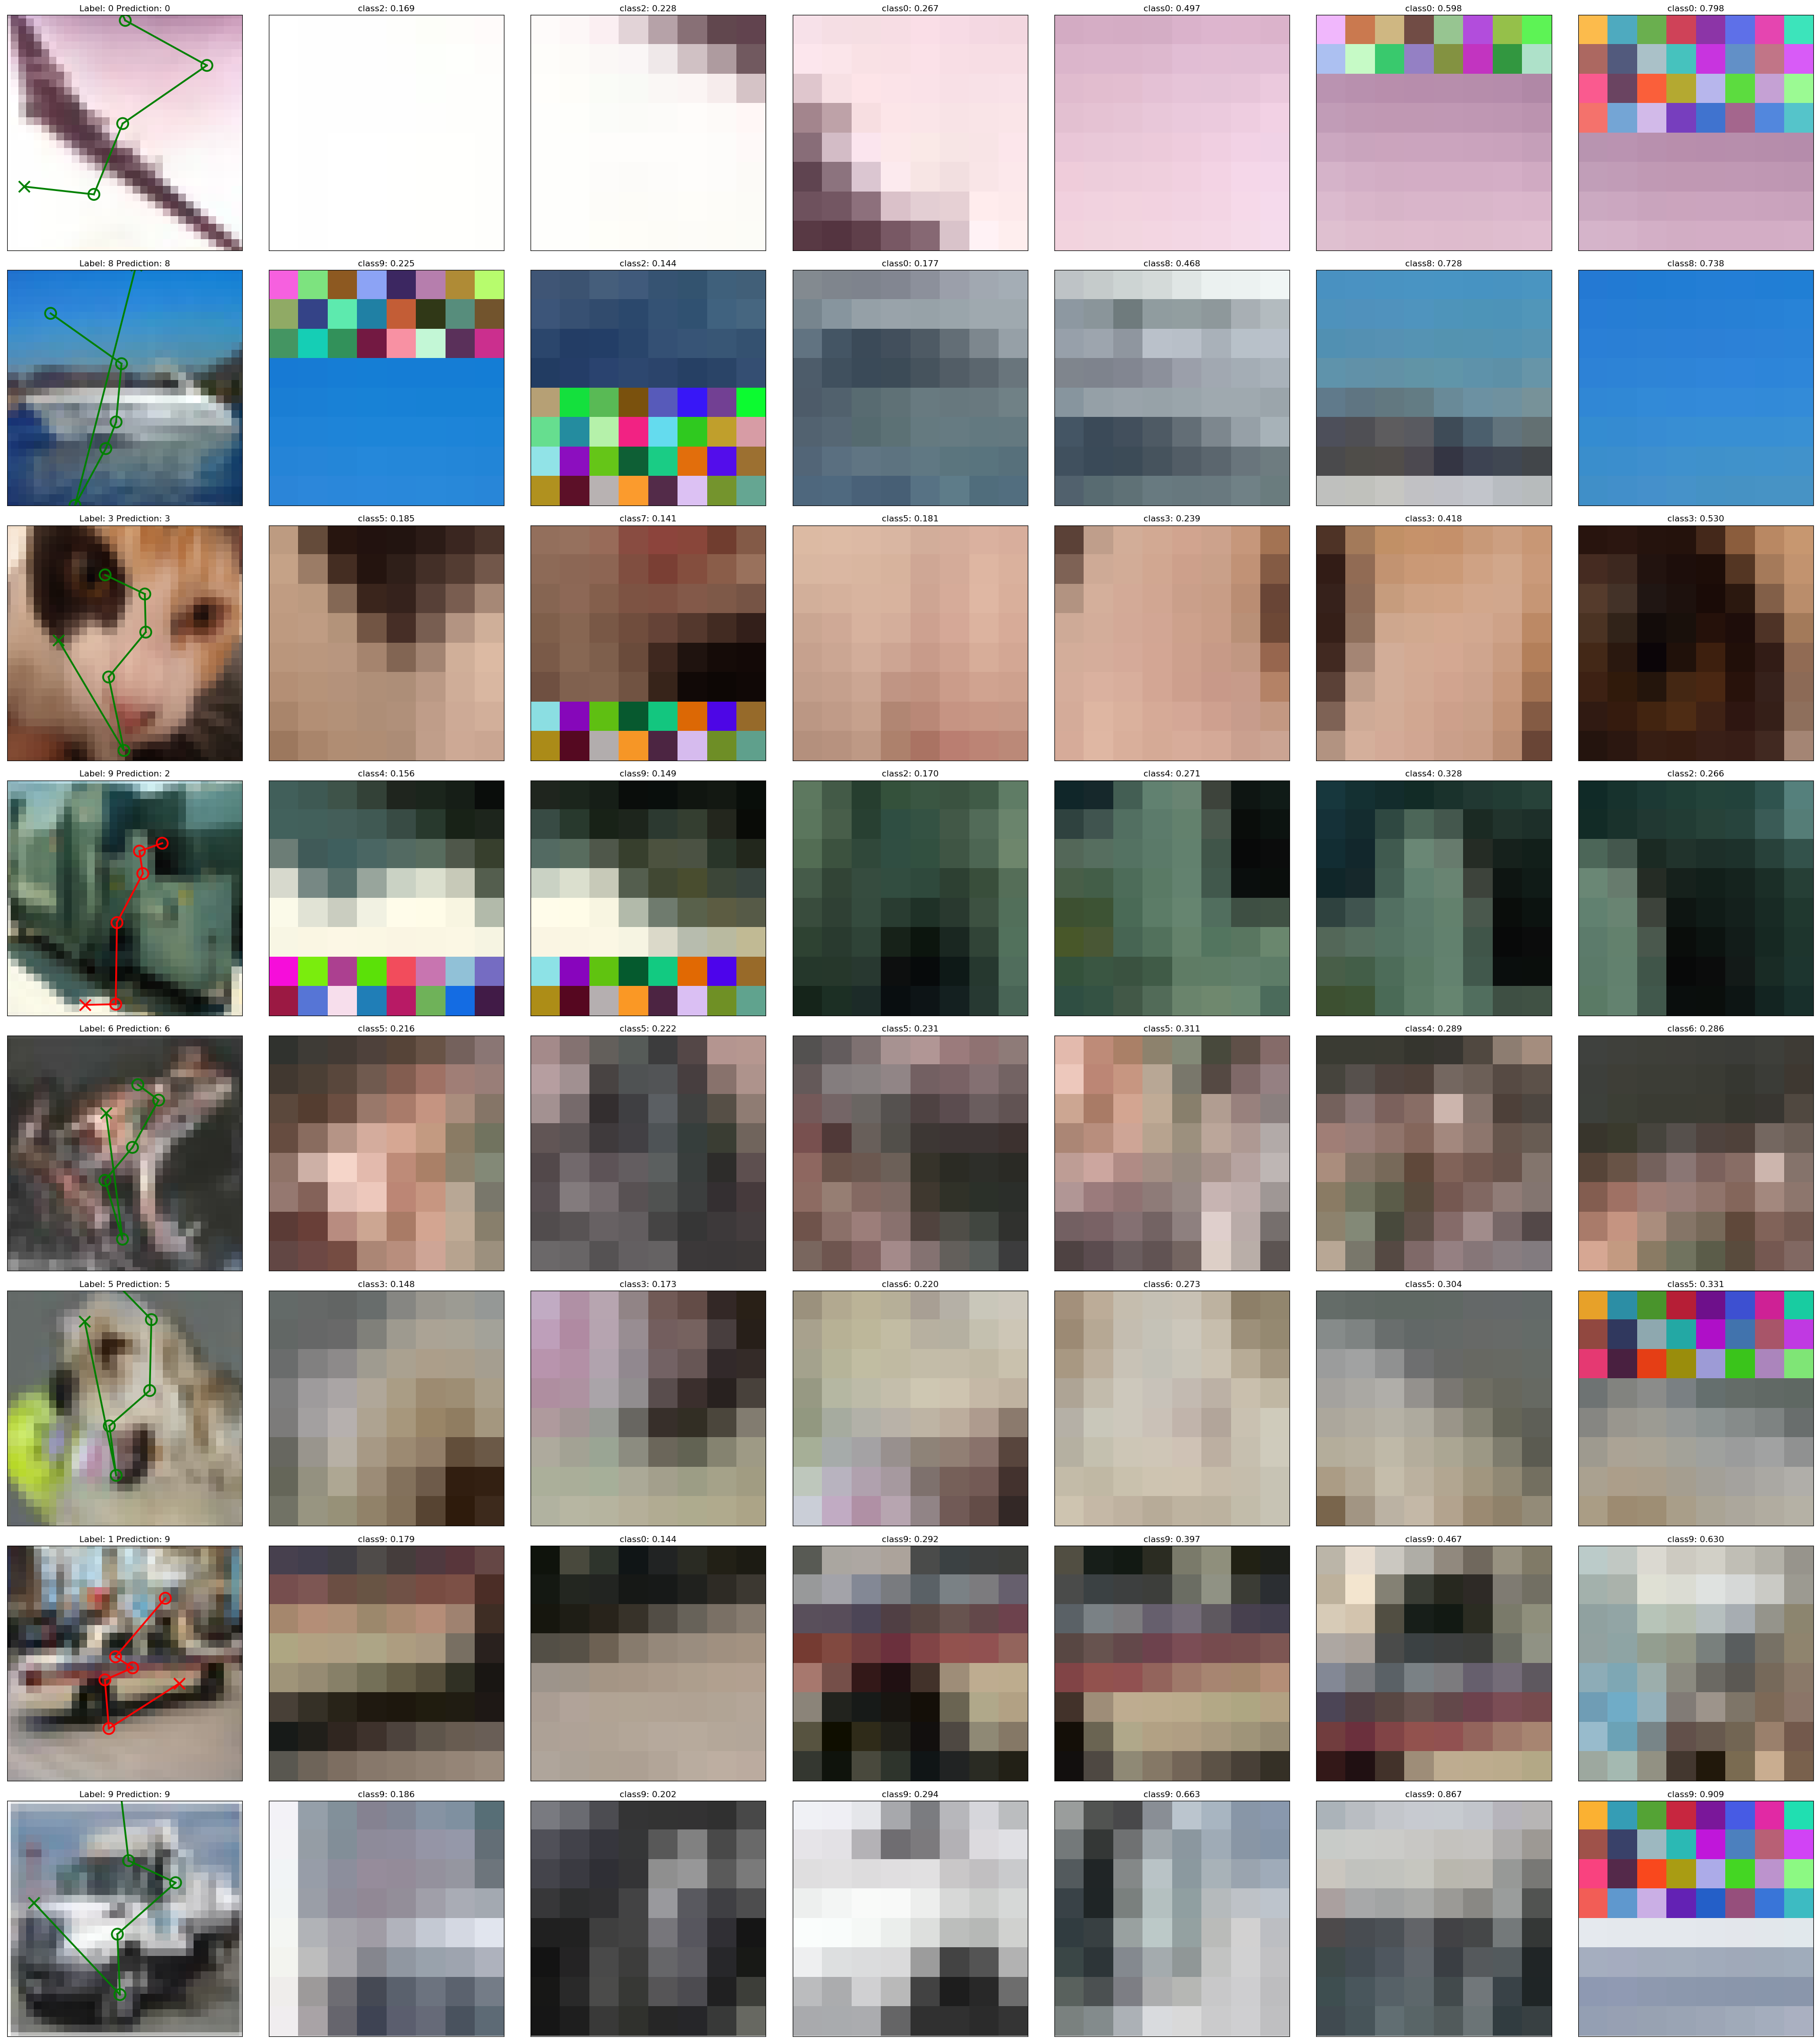 Label: 0 Prediction: 0 class2: 0.169 class2: 0.228 class0: 0.267 class0: 0.497 class0: 0.598 class0: 0.798
Label: 8 Prediction: 8 class9: 0.225 class2: 0.144 class0: 0.177 class8: 0.468 class8: 0.728 class8: 0.738
Label: 3 Prediction: 3 class5: 0.185 class7: 0.141 class5: 0.181 class3: 0.239 class3: 0.418 class3: 0.530
Label: 9 Prediction: 2 class4: 0.156 class9: 0.149 class2: 0.170 class4: 0.271 class4: 0.328 class2: 0.266
Label: 6 Prediction: 6 class5: 0.216 class5: 0.222 class5: 0.231 class5: 0.311 class4: 0.289 class6: 0.286
Label: 5 Prediction: 5 class3: 0.148 class3: 0.173 class6: 0.220 class6: 0.273 class5: 0.304 class5: 0.331
Label: 1 Prediction: 9 class9: 0.179 class0: 0.144 class9: 0.292 class9: 0.397 class9: 0.467 class9: 0.630
Label: 9 Prediction: 9 class9: 0.186 class9: 0.202 class9: 0.294 class9: 0.663 class9: 0.867 class9: 0.909